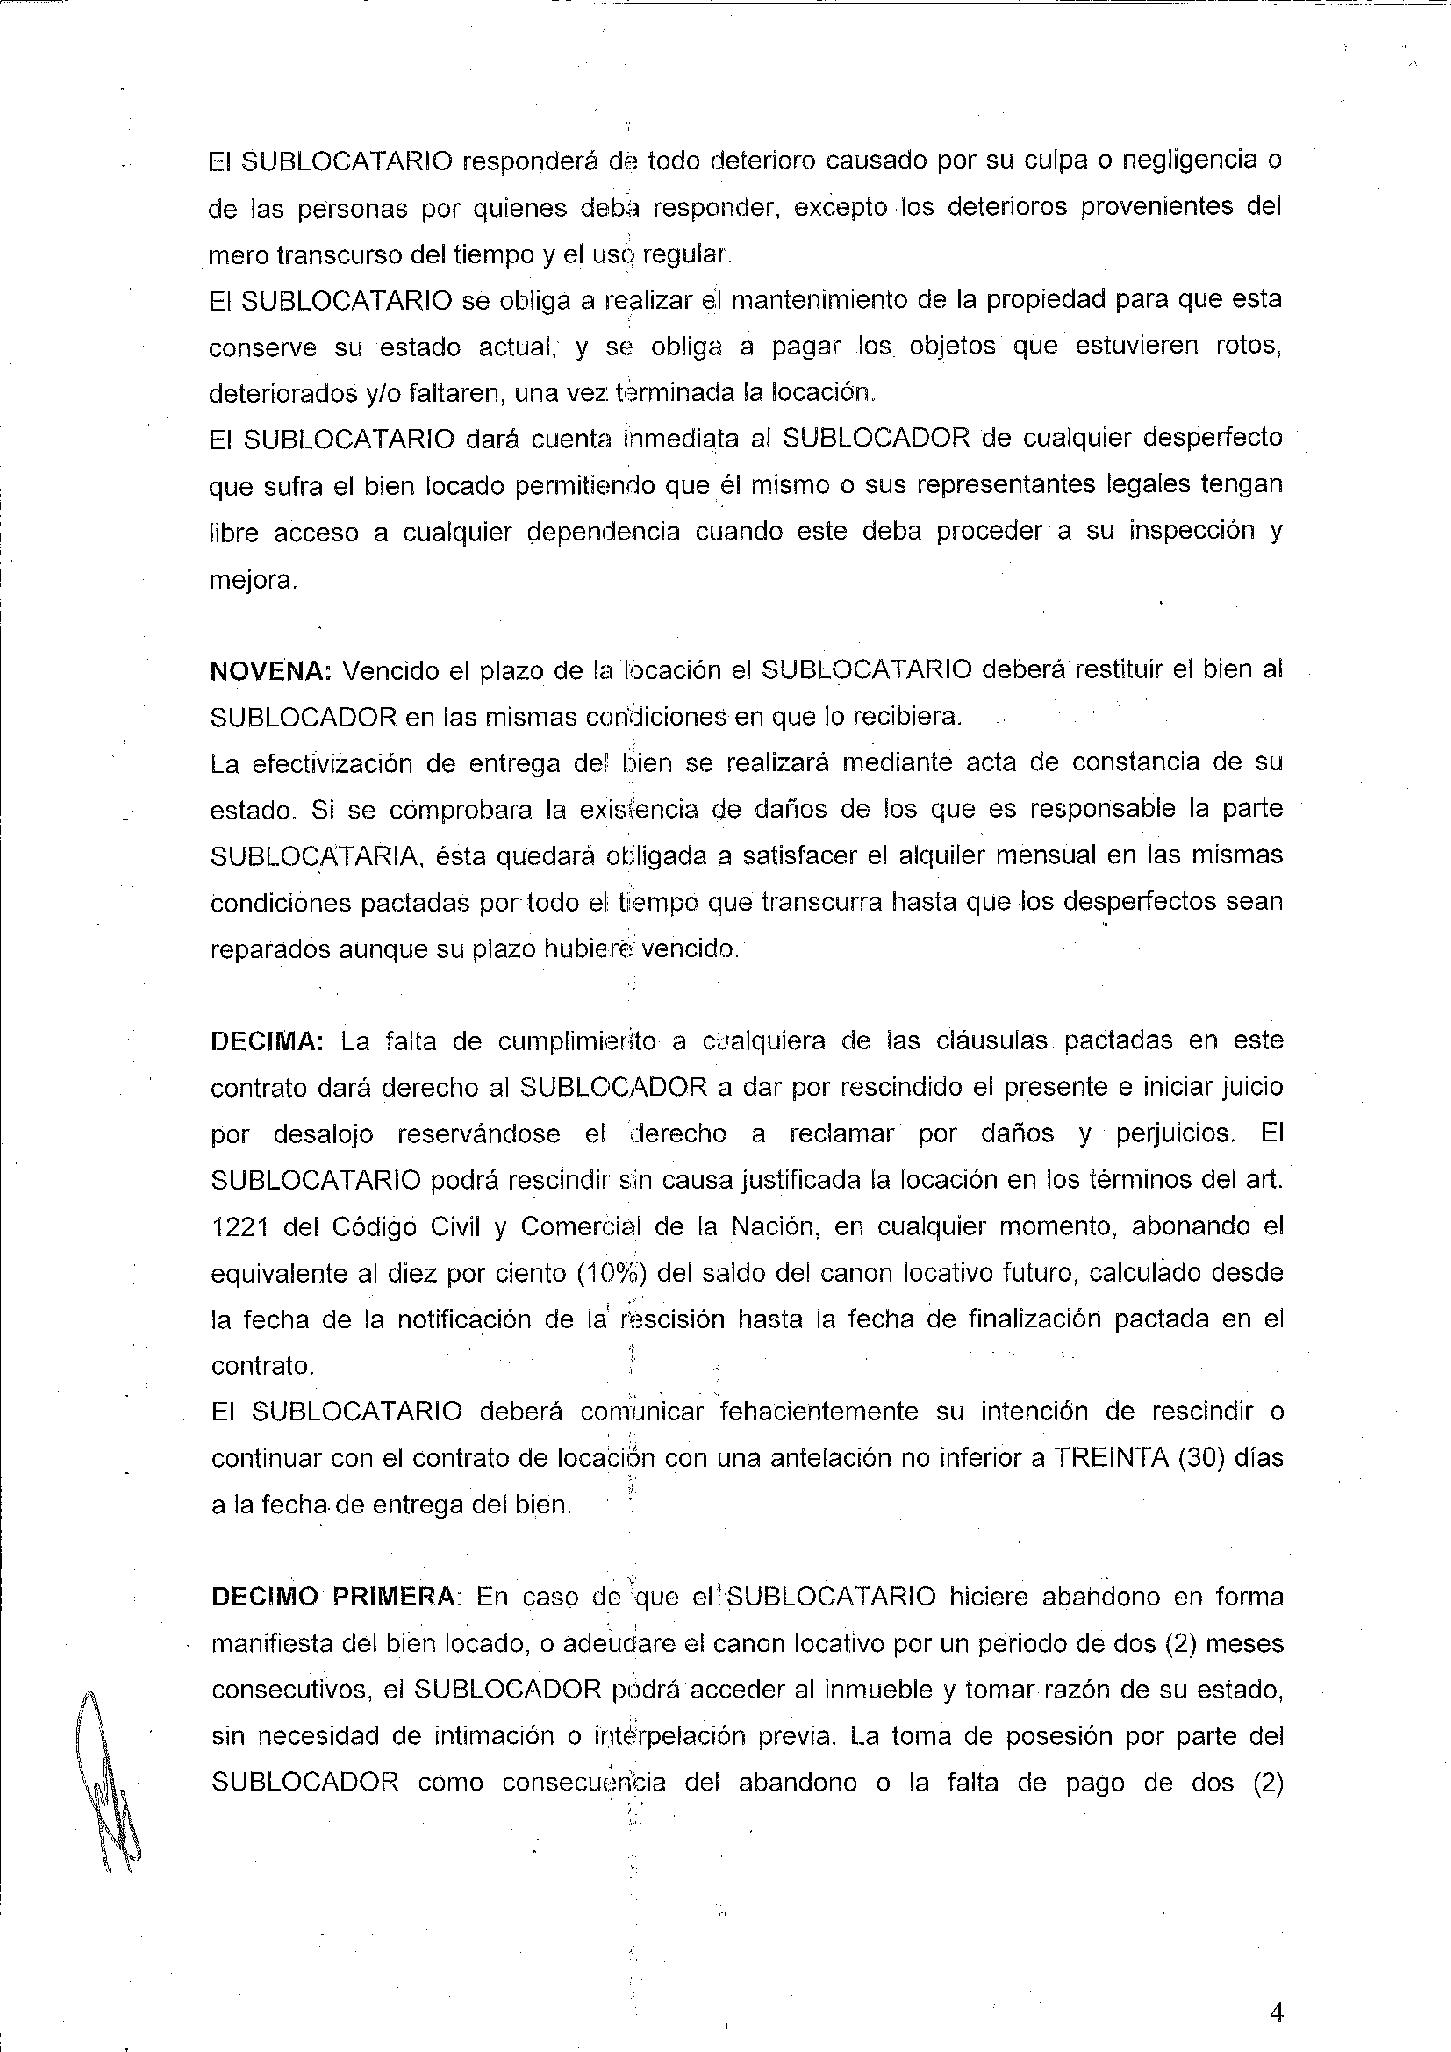 El SUBLOCATARIO responderá de todo deterioro causado por su culpa o negligencia o
de las personas por quienes deba responder, excepto los deterioros provenientes del
mero transcurso del tiempo y el uso regular.
El SUBLOCATARIO se obliga a realizar el mantenimiento de la propiedad para que esta
conserve su estado actual, y se obliga a pagar los objetos que estuvieren rotos,
deteriorados y/o faltaren, una vez terminada la locación.
El SUBLOCATARIO dará cuenta inmediata al SUBLOCADOR de cualquier desperfecto
que sufra el bien locado permitiendo que él mismo o sus representantes legales tengan
libre acceso a cualquier dependencia cuando este deba proceder a su inspección y
mejora.
NOVENA: Vencido el plazo de la locación el SUBLOCATARIO deberá restituir el bien al
SUBLOCADOR en las mismas condiciones en que lo recibiera.
La efectivización de entrega del bien se realizará mediante acta de constancia de su
estado. Si se comprobara la existencia de daños de los que es responsable la parte
SUBLOCATARIA, ésta quedará obligada a satisfacer el alquiler mensual en las mismas
condiciones pactadas por todo el tiempo que transcurra hasta que los desperfectos sean
reparados aunque su plazo hubiere vencido.
DECIMA: La falta de cumplimiento a cualquiera de las cláusulas pactadas en este
contrato dará derecho al SUBLOCADOR a dar por rescindido el presente e iniciar juicio
por desalojo reservándose el derecho a reclamar por daños y perjuicios. El
SUBLOCATARIO podrá rescindir sin causa justificada la locación en los términos del art.
1221 del Código Civil y Comercial de la Nación, en cualquier momento, abonando el
equivalente al diez por ciento (10%) del saldo del canon locativo futuro, calculado desde
la fecha de la notificación de la rescisión hasta la fecha de finalización pactada en el
contrato.
El SUBLOCATARIO deberá comunicar fehacientemente su intención de rescindir o
continuar con el contrato de locación con una antelación no inferior a TREINTA (30) días
a la fecha de entrega del bien.
DECIMO PRIMERA: En caso de que el SUBLOCATARIO hiciere abandono en forma
manifiesta del bien locado, o adeudare el canon locativo por un periodo de dos (2) meses
consecutivos, el SUBLOCADOR podrá acceder al inmueble y tomar razón de su estado,
sin necesidad de intimación o interpelación previa. La toma de posesión por parte del
SUBLOCADOR como consecuencia del abandono o la falta de pago de dos (2)
4